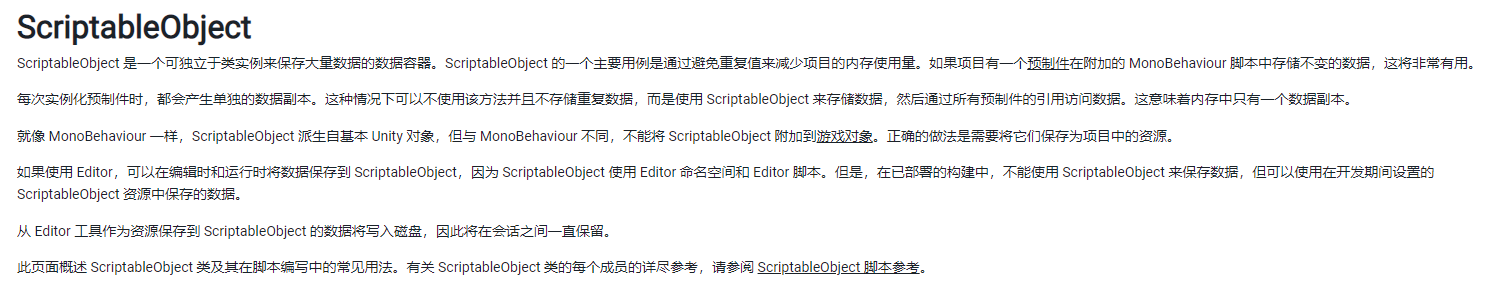 ScriptableObject
ScriptableObject 是一个可独立于类实例来保存大量数据的数据容器。ScriptableObject 的一个主要用例是通过避免重复值来减少项目的内存使用量。如果项目有一个预制件在附加的 MonoBehaviour 脚本中存储不变的数据，这将非常有用。
每次实例化预制件时，都会产生单独的数据副本。这种情况下可以不使用该方法并且不存储重复数据，而是使用 ScriptableObject 来存储数据，然后通过所有预制件的引用访问数据。这意味着内存中只有一个数据副本。
就像 MonoBehaviour 一样，ScriptableObject 派生自基本 Unity 对象，但与 MonoBehaviour 不同，不能将 ScriptableObject 附加到游戏对象。正确的做法是需要将它们保存为项目中的资源。
如果使用 Editor，可以在编辑时和运行时将数据保存到 ScriptableObject，因为 ScriptableObject 使用 Editor 命名空间和 Editor 脚本。但是，在已部署的构建中，不能使用 ScriptableObject 来保存数据，但可以使用在开发期间设置的
ScriptableObject 资源中保存的数据。
从 Editor 工具作为资源保存到 ScriptableObject 的数据将写入磁盘，因此将在会话之间一直保留。
此页面概述 ScriptableObject 类及其在脚本编写中的常见用法。有关 ScriptableObject 类的每个成员的详尽参考，请参阅 ScriptableObject 脚本参考。